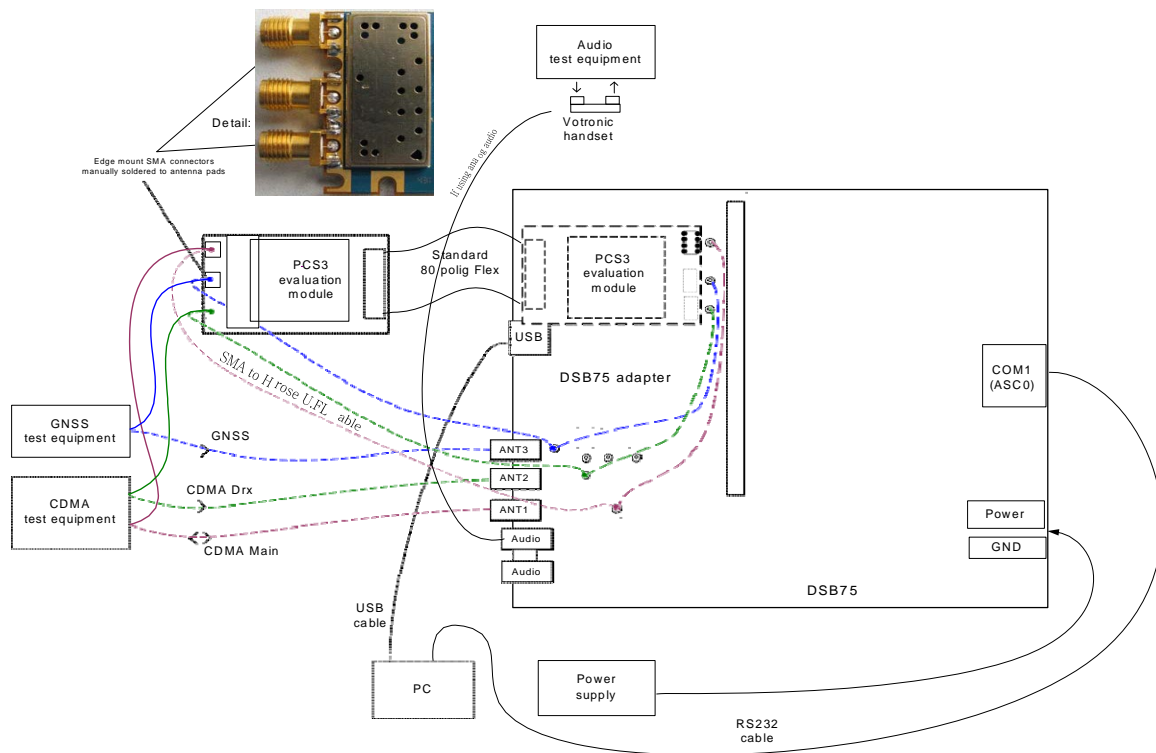 Audio
test equipment
Votronic
handset
Detail:
Edge mount SMA connectors
manually soldered to antenna pads
If using ana og audio
PCS3
evaluation
module
Standard
80 polig Flex
PCS3
evaluation
module
USB
DSB75 adapter
COM1
(ASC0)
SMA to H rose U.FL able
GNSS
test equipment
GNSS
ANT3
CDMA
test equipment
CDMA Drx
ANT2
ANT1
CDMA Main
Audio
Audio
Power
GND
DSB75
USB
cable
PC
Power
supply
RS232
cable